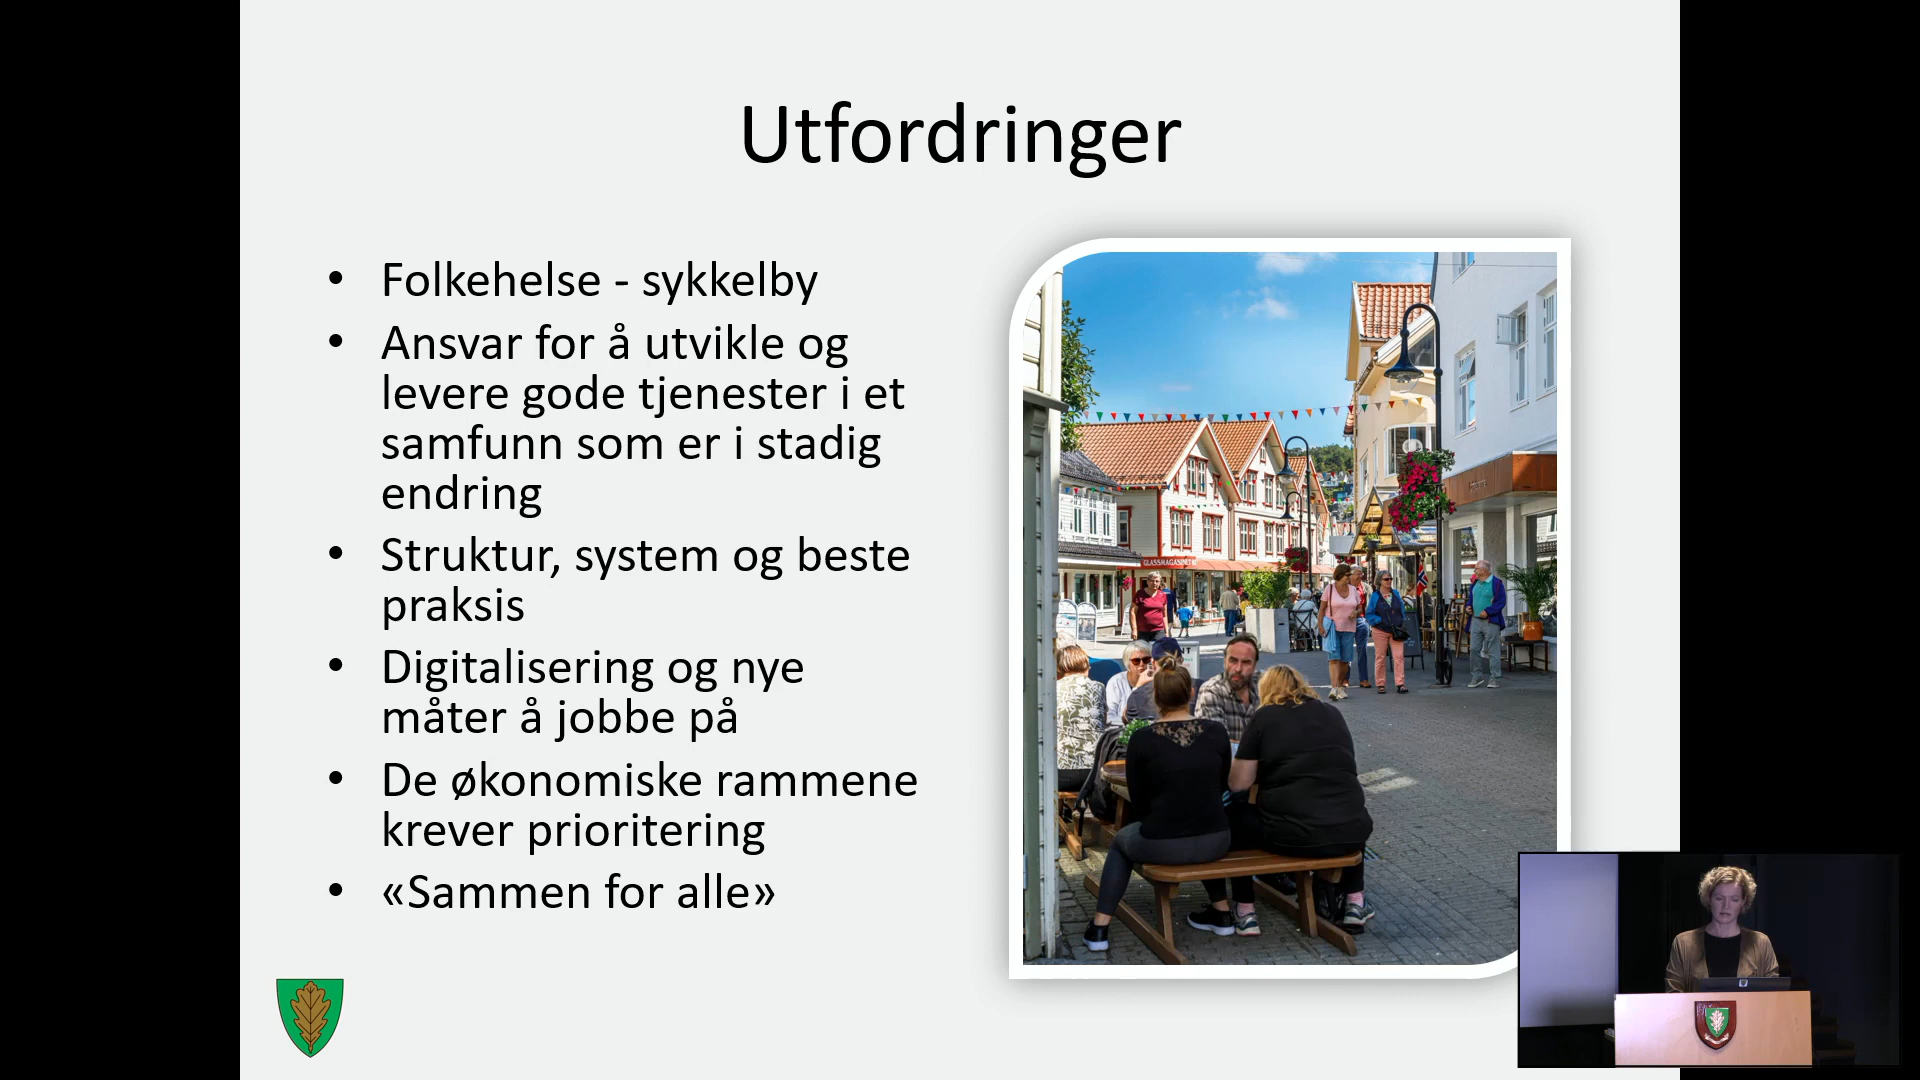 Utfordringer
• Folkehelse - sykkelby
• Ansvar for å utvikle og
levere gode tjenester i et
samfunn som er i stadig
endring
• Struktur, system og beste
praksis
• Digitalisering og nye
måter å jobbe på
• De økonomiske rammene
krever prioritering
• «Sammen for alle»
GLASSMAGASINET